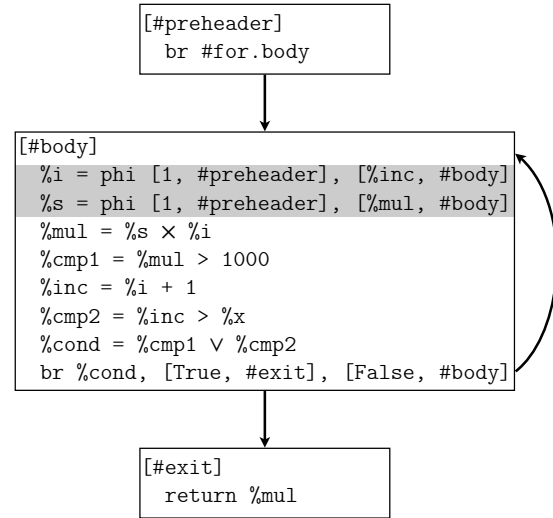 [#preheader]
br #for.body
[#body]
%i = phi [1, #preheader], [%inc, #body]
%s = phi [1, #preheader], [%mul, #body]
%mul = %s × %i
%cmp1 = %mul > 1000
%inc = %i + 1
%cmp2 = %inc > %x
%cond = %cmp1 ∨ %cmp2
br %cond, [True, #exit], [False, #body]
[#exit]
return %mul